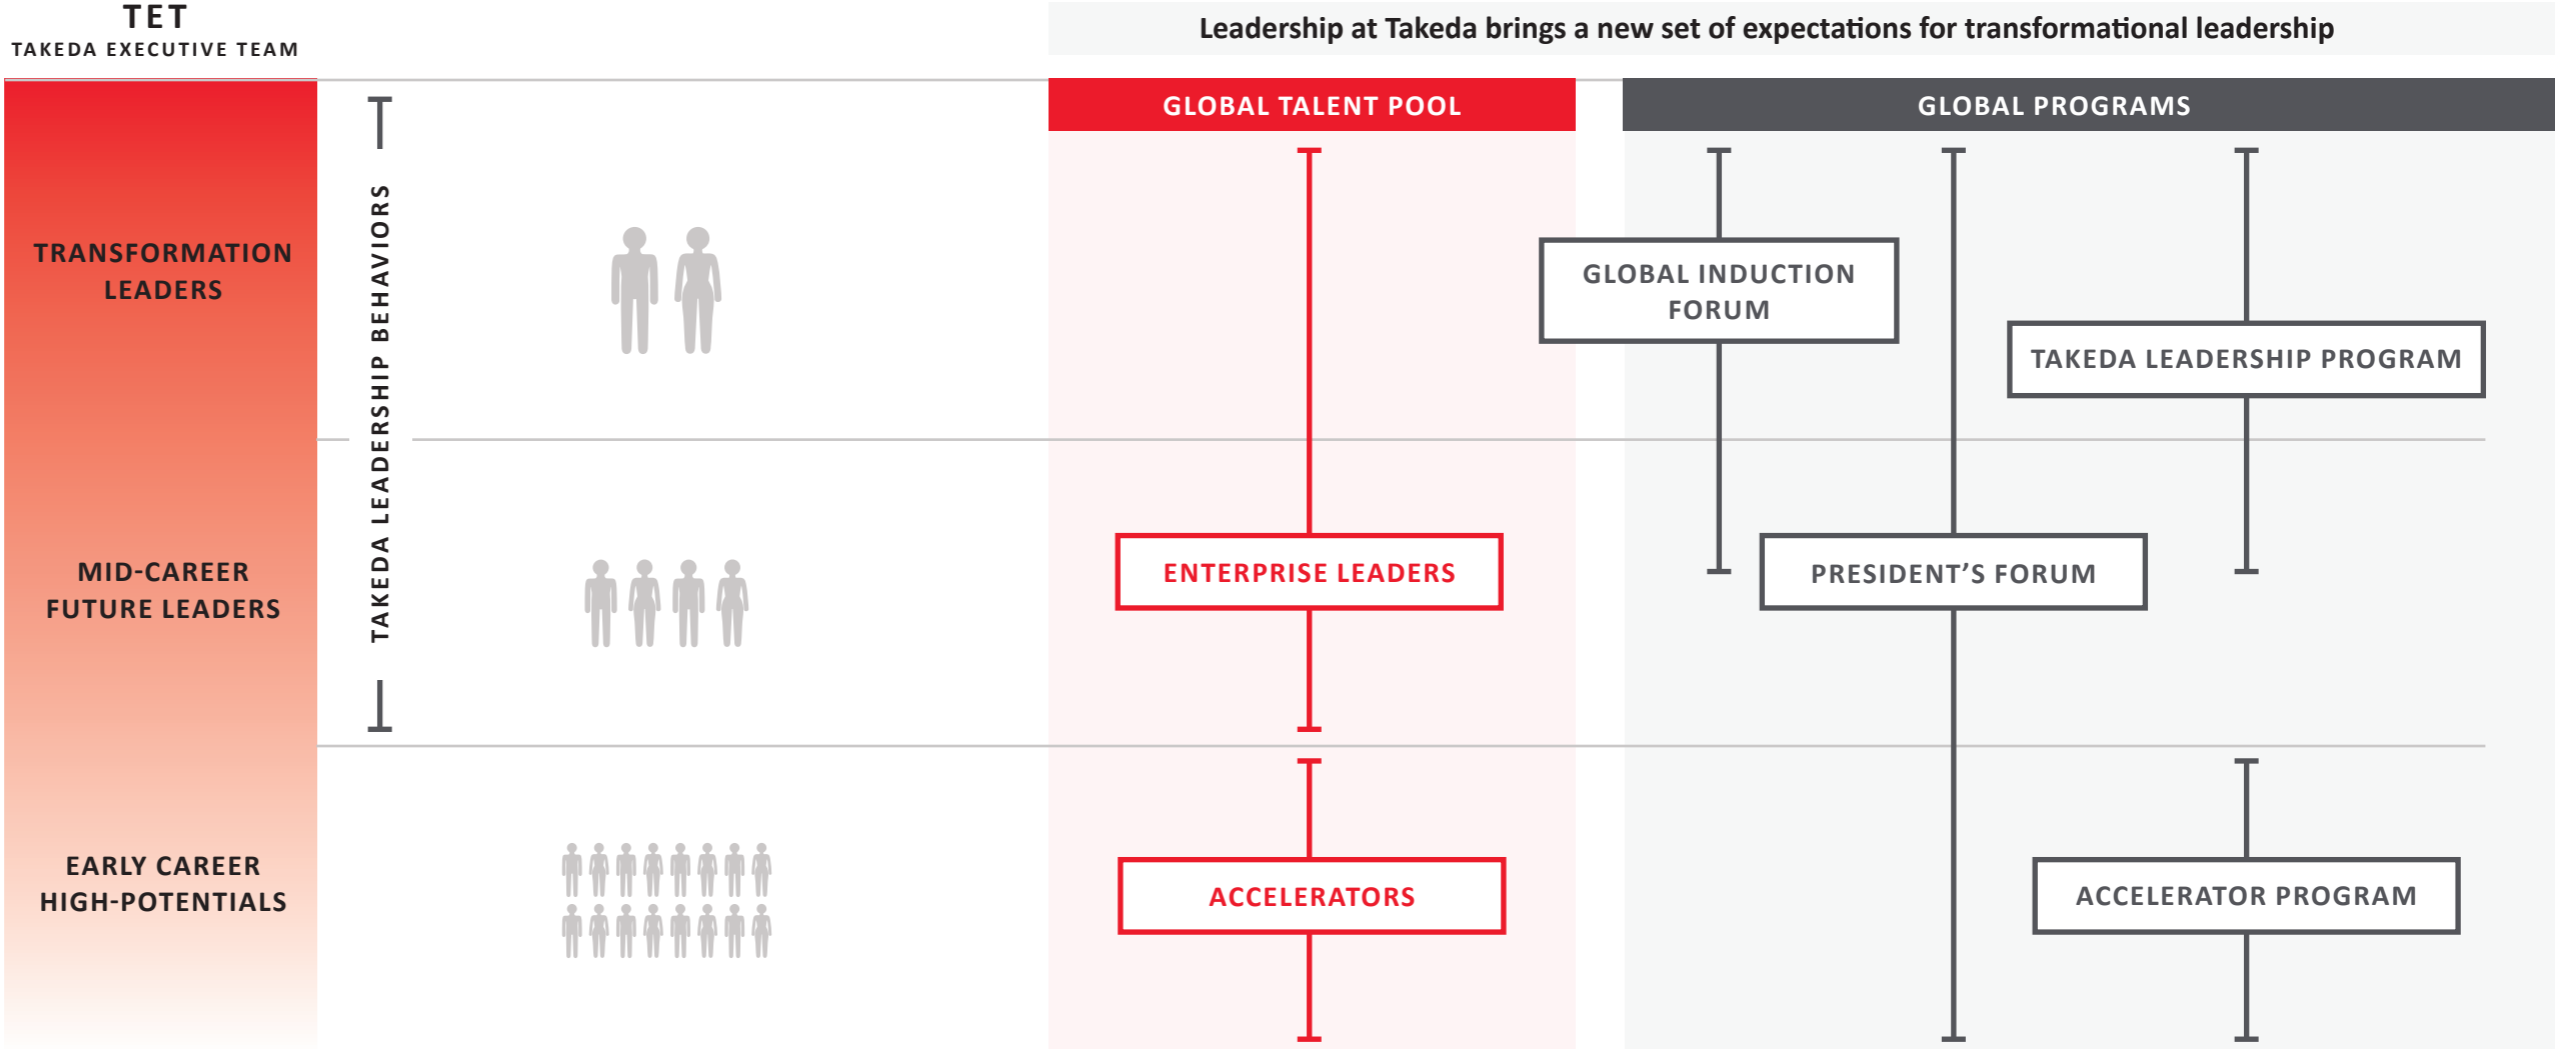 TET
TAKEDA EXECUTIVE TEAM
Leadership at Takeda brings a new set of expectations for transformational leadership
GLOBAL TALENT POOL
GLOBAL PROGRAMS
TRANSFORMATION
LEADERS
TAKEDA LEADERSHIP BEHAVIORS
GLOBAL INDUCTION
FORUM
TAKEDA LEADERSHIP PROGRAM
MID-CAREER
FUTURE LEADERS
ENTERPRISE LEADERS
PRESIDENT’S FORUM
EARLY CAREER
HIGH-POTENTIALS
ACCELERATORS
ACCELERATOR PROGRAM